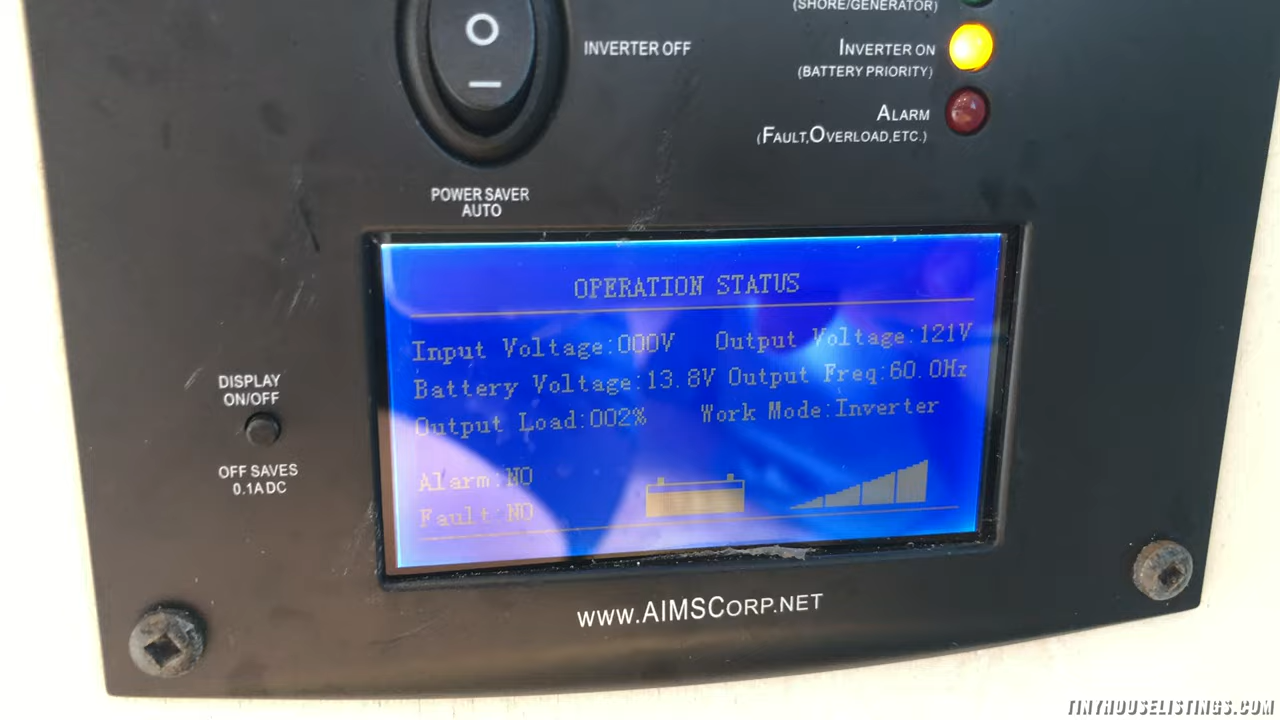 (SHORE/GENERATOR)
INVERTER OFF
INVERTER ON
(BATTERY PRIORITY)
ALARM
(FAULT,OVERLOAD,ETC.)
POWER SAVER
AUTO
OPERATION STATUS
Input Voltage:000V Output Voltage:121V
Battery Voltage:13.8V Output Freq:60.0Hz
Output Load:002% Work Mode:Inverter
Alarm:NO
Fault:NO
DISPLAY
ON/OFF
OFF SAVES
0.1A DC
WWW.AIMSCORP.NET
TINYHOUSELISTINGS.COM